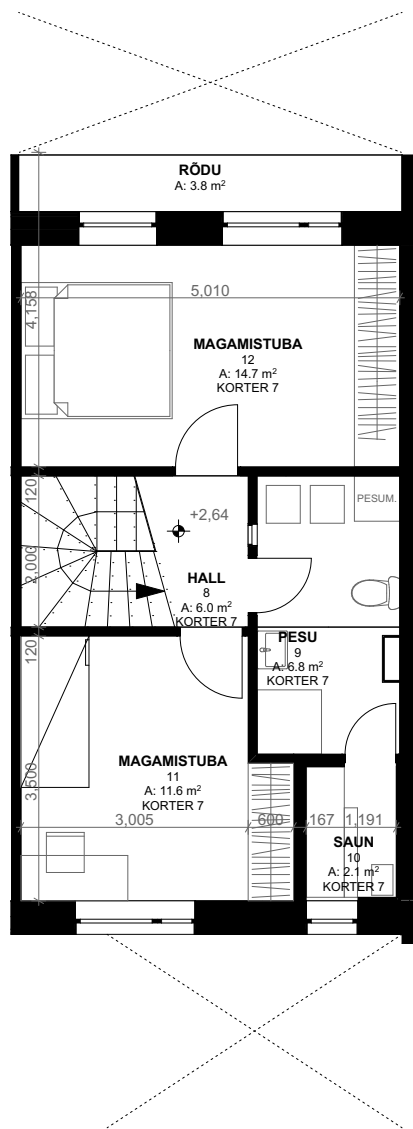 RÕDU
A: 3.8 m²
4,158
5,010
MAGAMISTUBA
12
A: 14.7 m²
KORTER 7
120
PESUM.
+2,64
2,000
HALL
8
A: 6.0 m²
KORTER 7
PESU
9
A: 6.8 m²
KORTER 7
120
MAGAMISTUBA
11
A: 11.6 m²
KORTER 7
3,500
3,005
600
167
1,191
SAUN
10
A: 2.1 m²
KORTER 7